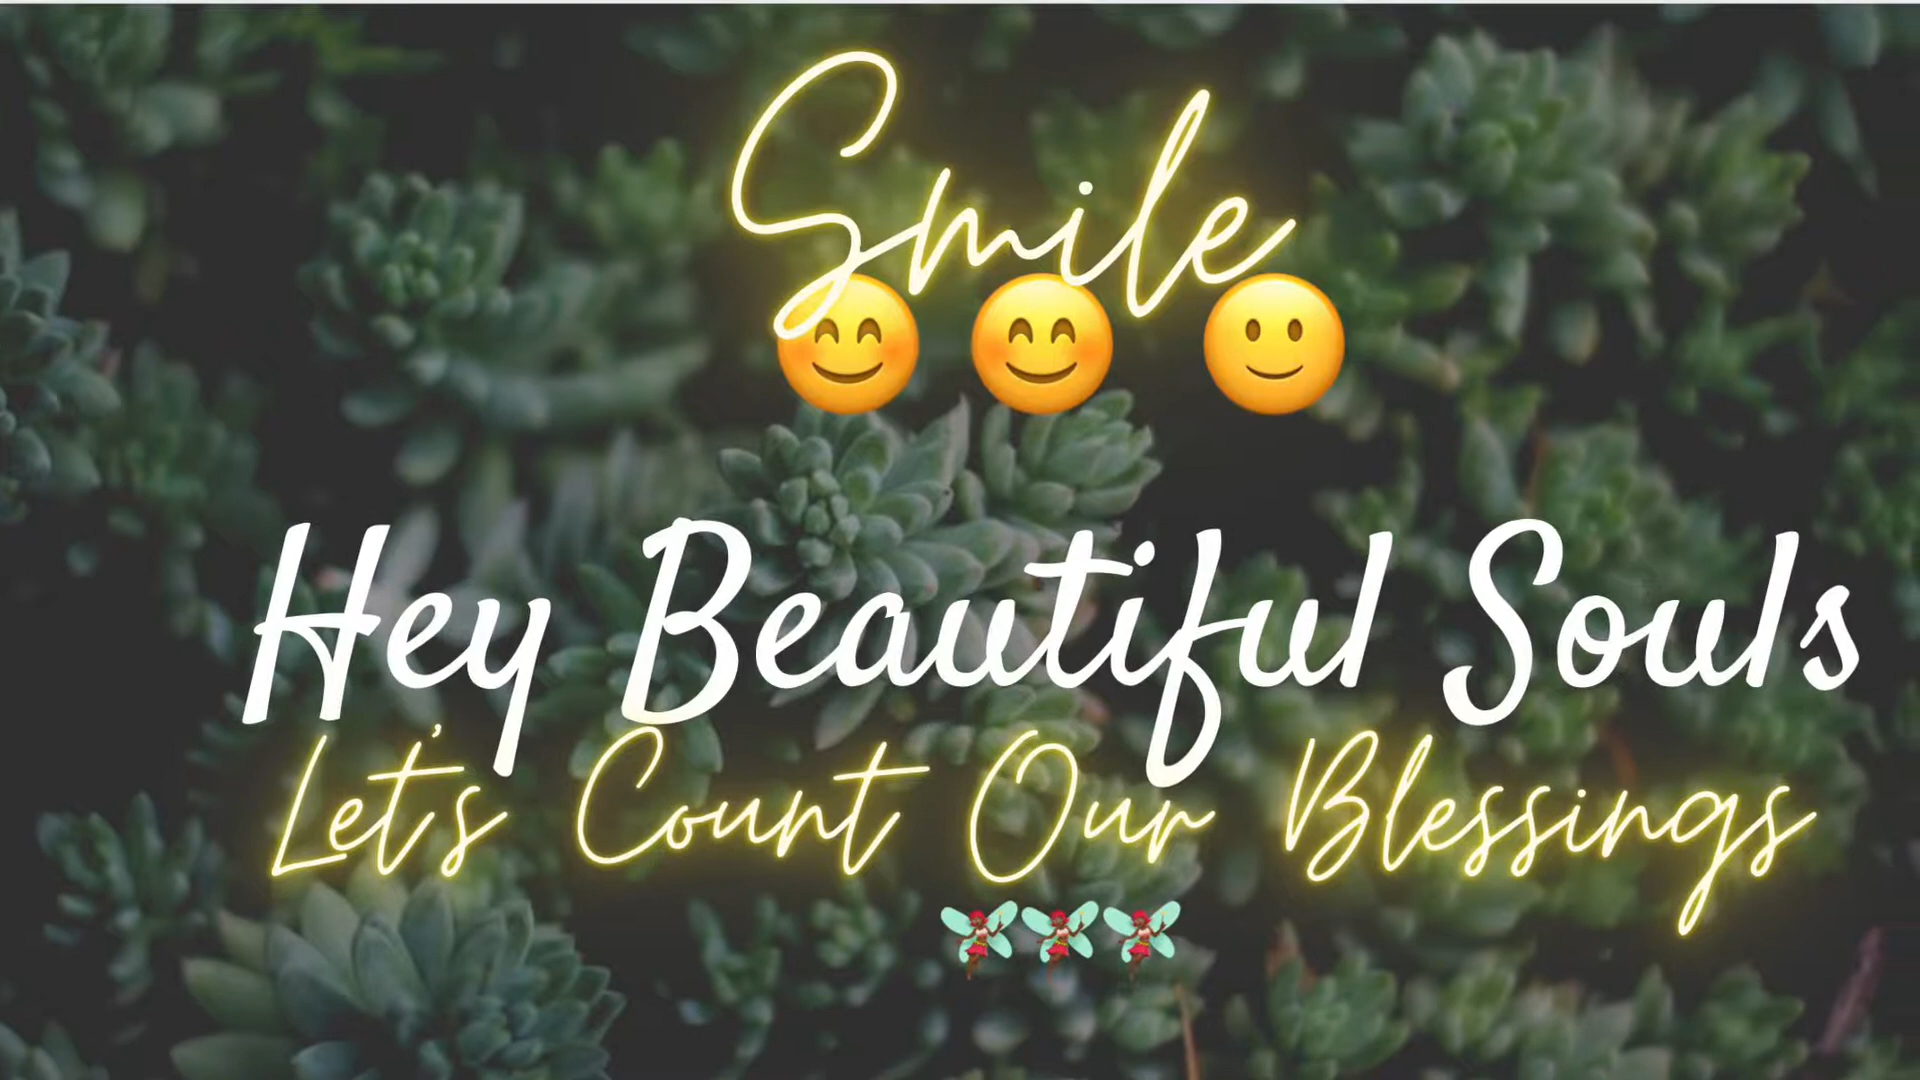 Smile
😊 😊 🙂
Hey Beautiful Souls
Let's Count Our Blessings
🧚🏾‍♀️🧚🏾‍♀️🧚🏾‍♀️